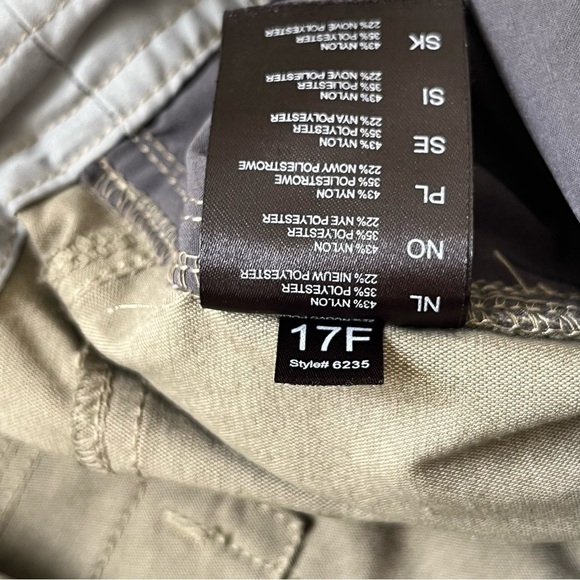 NL
43% NYLON
35% POLYESTER
22% NIEUW POLYESTER
NO
43% NYLON
35% POLYESTER
22% NYE POLYESTER
PL
43% NYLON
35% POLIESTROWE
22% NOWY POLIESTROWE
SE
43% NYLON
35% POLYESTER
22% NYA POLYESTER
SI
43% NYLON
35% POLIESTER
22% NOVE POLIESTER
SK
43% NYLON
35% POLYESTER
22% NOVÉ POLYESTER
17F
Style# 6235